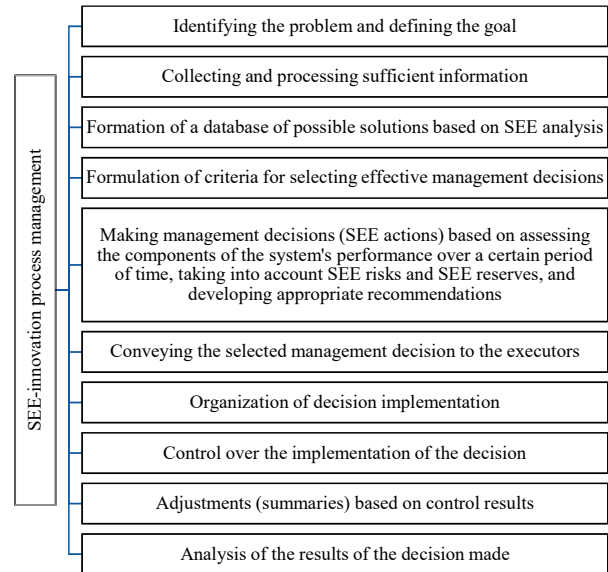 SEE-innovation process management
Identifying the problem and defining the goal
Collecting and processing sufficient information
Formation of a database of possible solutions based on SEE analysis
Formulation of criteria for selecting effective management decisions
Making management decisions (SEE actions) based on assessing
the components of the system's performance over a certain period
of time, taking into account SEE risks and SEE reserves, and
developing appropriate recommendations
Conveying the selected management decision to the executors
Organization of decision implementation
Control over the implementation of the decision
Adjustments (summaries) based on control results
Analysis of the results of the decision made